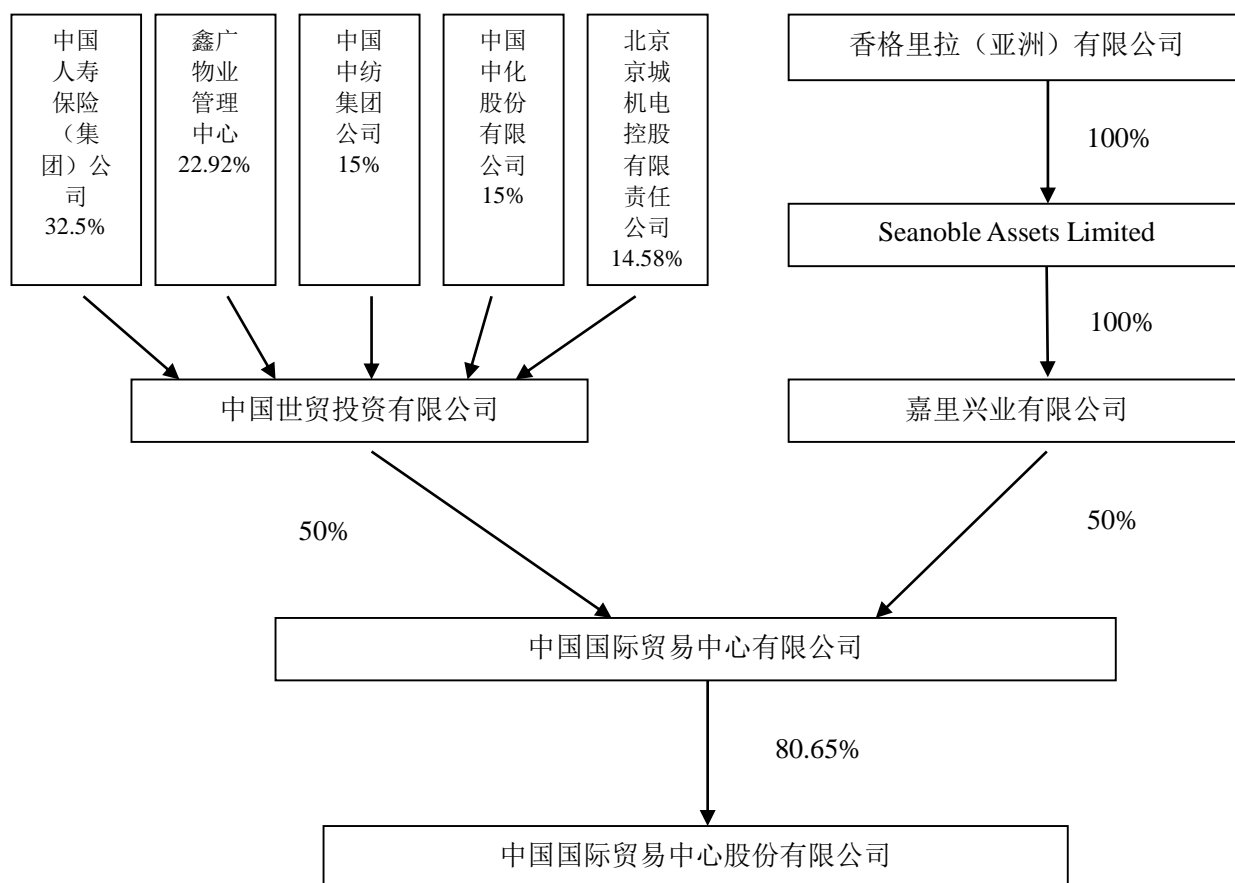 中国
人寿
保险
（集
团）公
司
32.5%
鑫广
物业
管理
中心
22.92%
中国
中纺
集团
公司
15%
中国
中化
股份
有限
公司
15%
北京
京城
机电
控股
有限
责任
公司
14.58%
香格里拉（亚洲）有限公司
100%
Seanoble Assets Limited
100%
中国世贸投资有限公司
嘉里兴业有限公司
50%
50%
中国国际贸易中心有限公司
80.65%
中国国际贸易中心股份有限公司